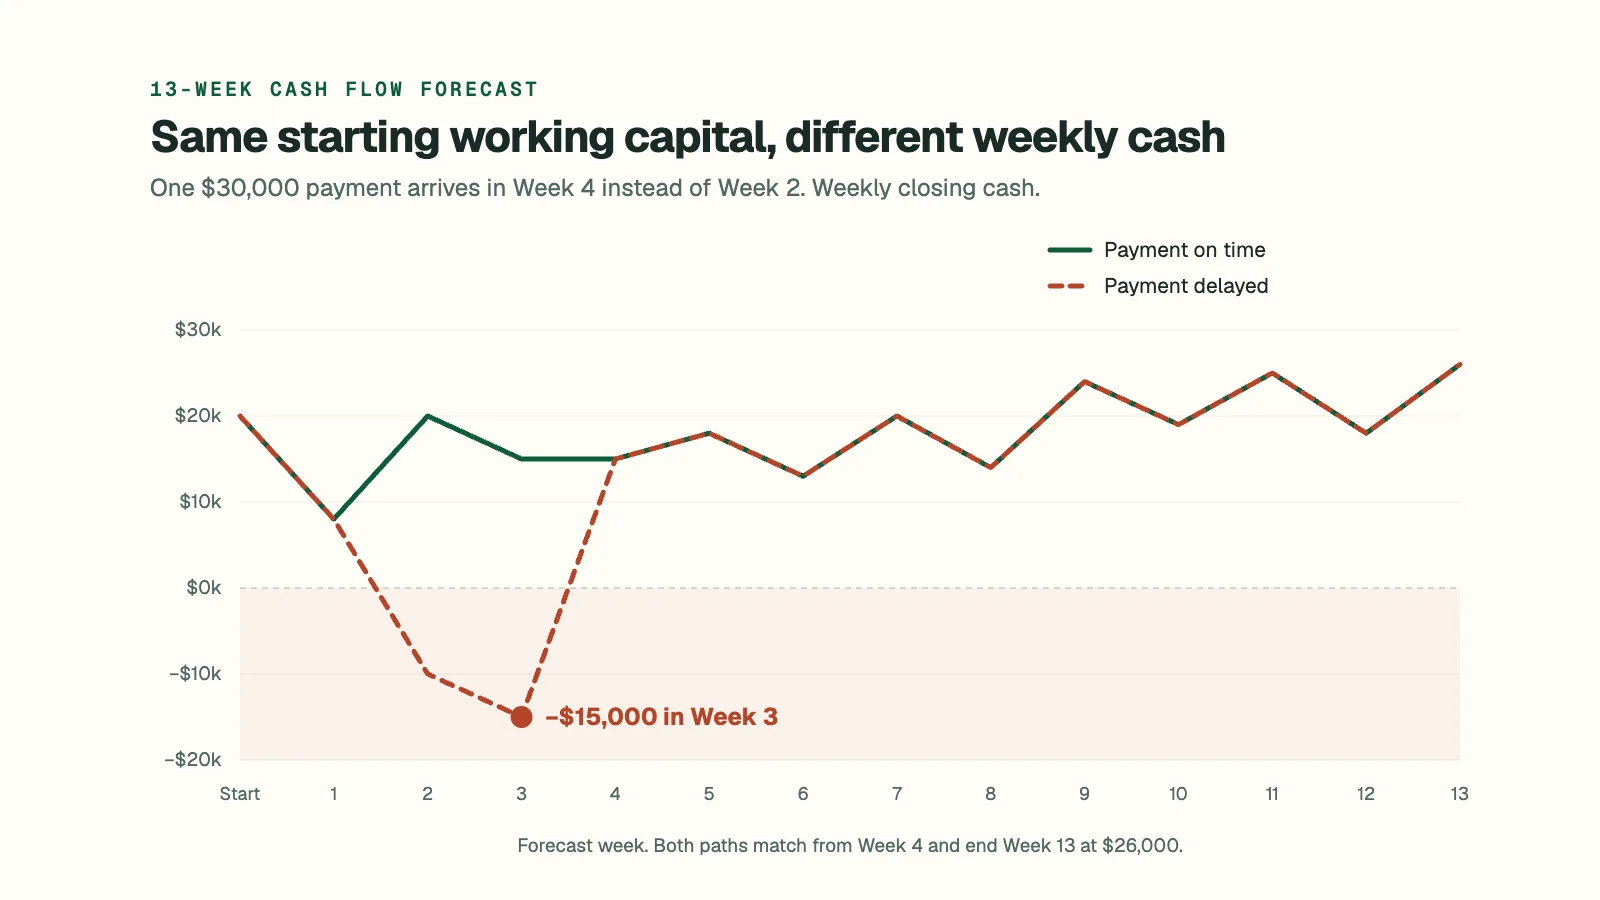 13-WEEK CASH FLOW FORECAST
Same starting working capital, different weekly cash
One $30,000 payment arrives in Week 4 instead of Week 2. Weekly closing cash.
Payment on time
Payment delayed
$30k
$20k
$10k
$0k
−$10k
−$15,000 in Week 3
−$20k
Start 1 2 3 4 5 6 7 8 9 10 11 12 13
Forecast week. Both paths match from Week 4 and end Week 13 at $26,000.